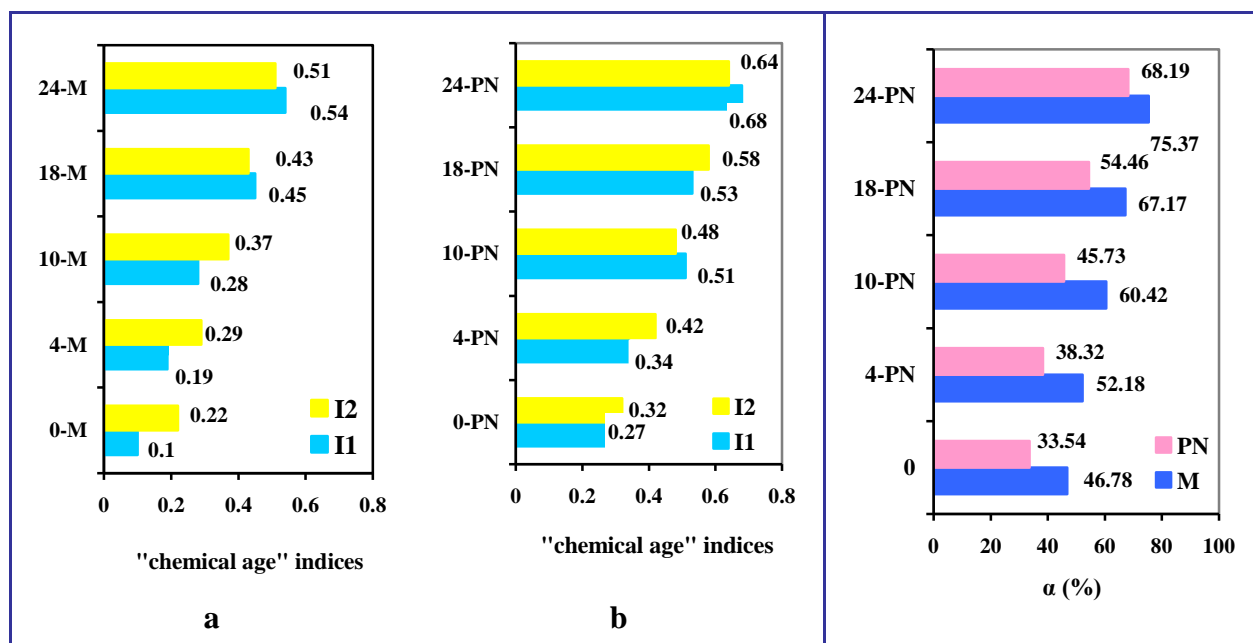 24-M
0.51
0.54
18-M
0.43
0.45
10-M
0.37
0.28
4-M
0.29
0.19
0-M
0.22
0.1
I2
I1
0 0.2 0.4 0.6 0.8
"chemical age" indices
a
24-PN
0.64
0.68
18-PN
0.58
0.53
10-PN
0.48
0.51
4-PN
0.42
0.34
0-PN
0.32
0.27
I2
I1
0 0.2 0.4 0.6 0.8
"chemical age" indices
b
24-PN
68.19
75.37
18-PN
54.46
67.17
10-PN
45.73
60.42
4-PN
38.32
52.18
0
33.54
46.78
PN
M
0 20 40 60 80 100
α (%)